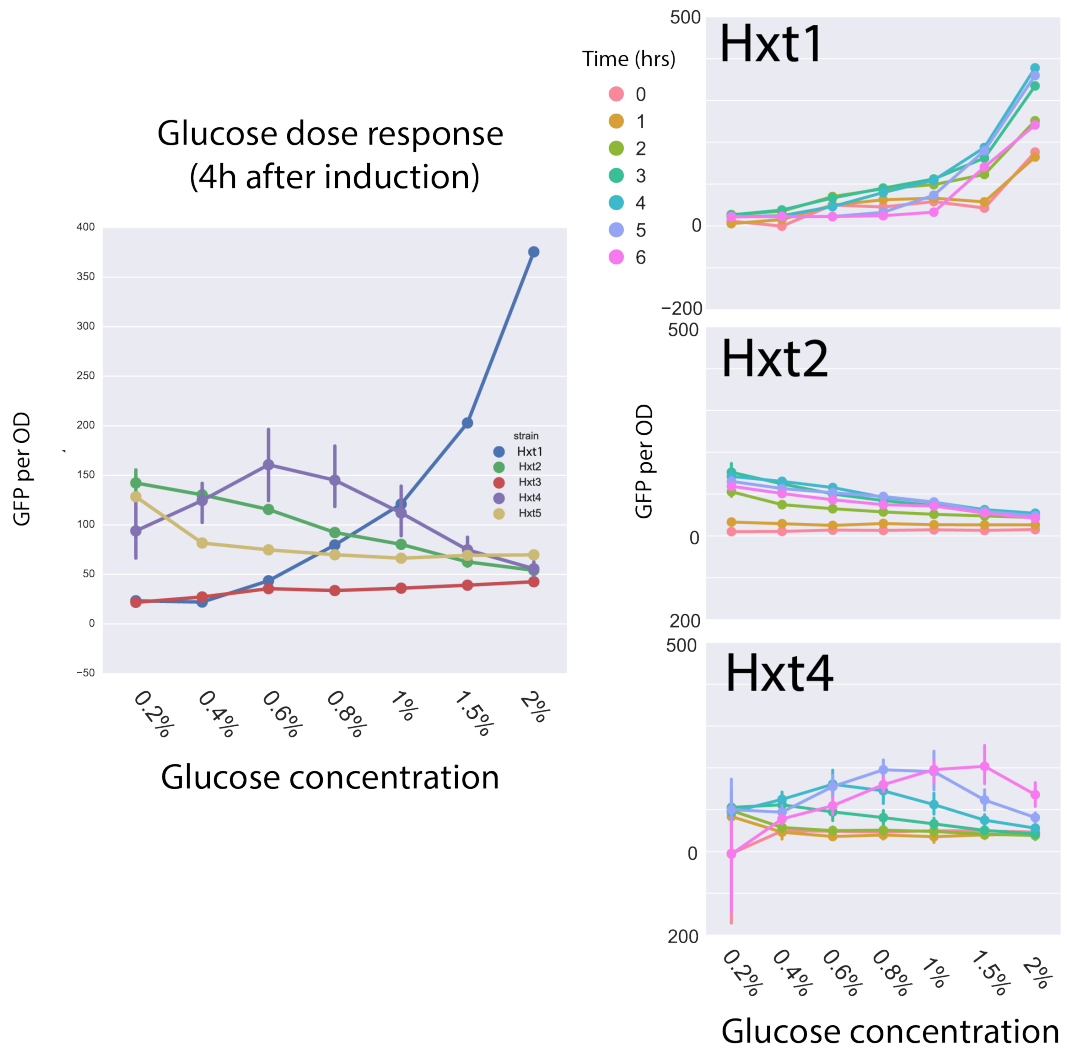 Glucose dose response
(4h after induction)
400
350
300
250
200
150
100
50
0
−50
GFP per OD
strain
Hxt1
Hxt2
Hxt3
Hxt4
Hxt5
0.2%
0.4%
0.6%
0.8%
1%
1.5%
2%
Glucose concentration
Time (hrs)
0
1
2
3
4
5
6
500
Hxt1
0
−200
500
Hxt2
GFP per OD
0
200
500
Hxt4
0
200
0.2%
0.4%
0.6%
0.8%
1%
1.5%
2%
Glucose concentration